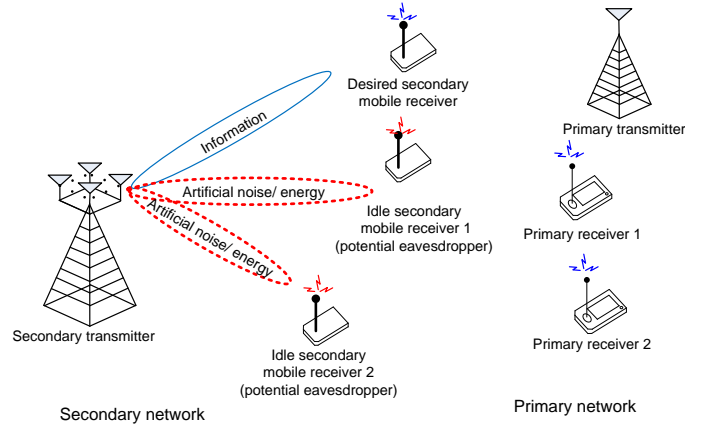 Desired secondary
mobile receiver
Primary transmitter
Information
Artificial noise/ energy
Artificial noise/ energy
Idle secondary
mobile receiver 1
(potential eavesdropper)
Primary receiver 1
Secondary transmitter
Idle secondary
mobile receiver 2
(potential eavesdropper)
Primary receiver 2
Secondary network
Primary network